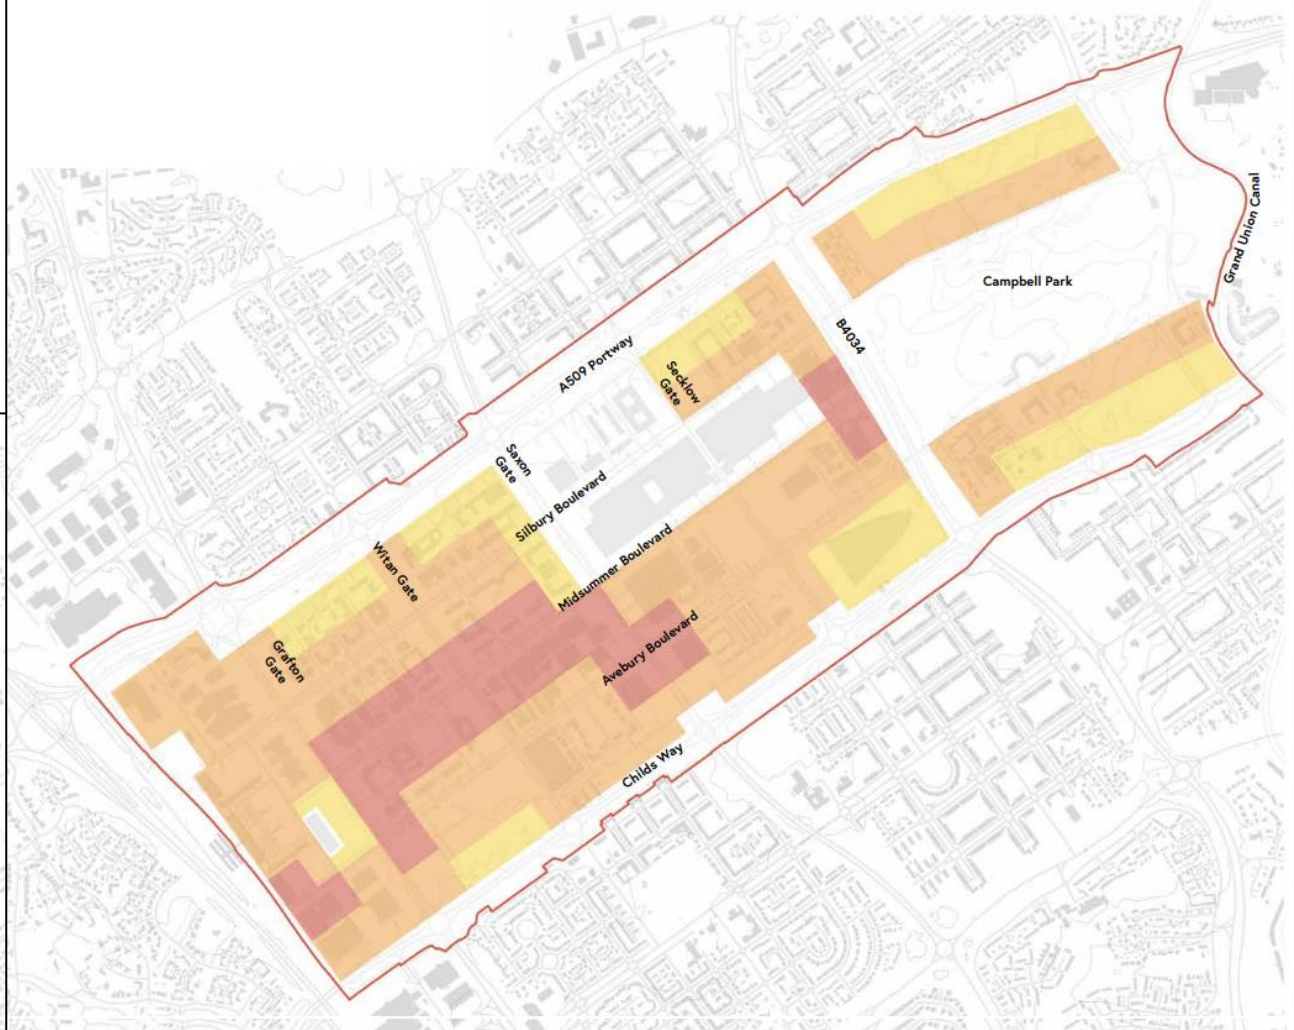 Grand Union Canal
Campbell Park
B4034
A509 Portway
Secklow
Gate
Saxon
Gate
Silbury Boulevard
Midsummer Boulevard
Witan Gate
Avebury Boulevard
Grafton
Gate
Childs Way